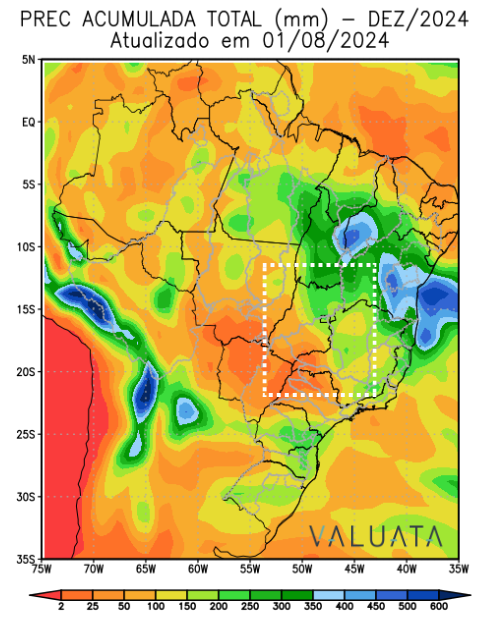 PREC ACUMULADA TOTAL (mm) – DEZ/2024
Atualizado em 01/08/2024
5N
EQ
5S
10S
15S
20S
25S
30S
35S
VALUATA
75W 70W 65W 60W 55W 50W 45W 40W 35W
2 25 50 100 150 200 250 300 350 400 450 500 600